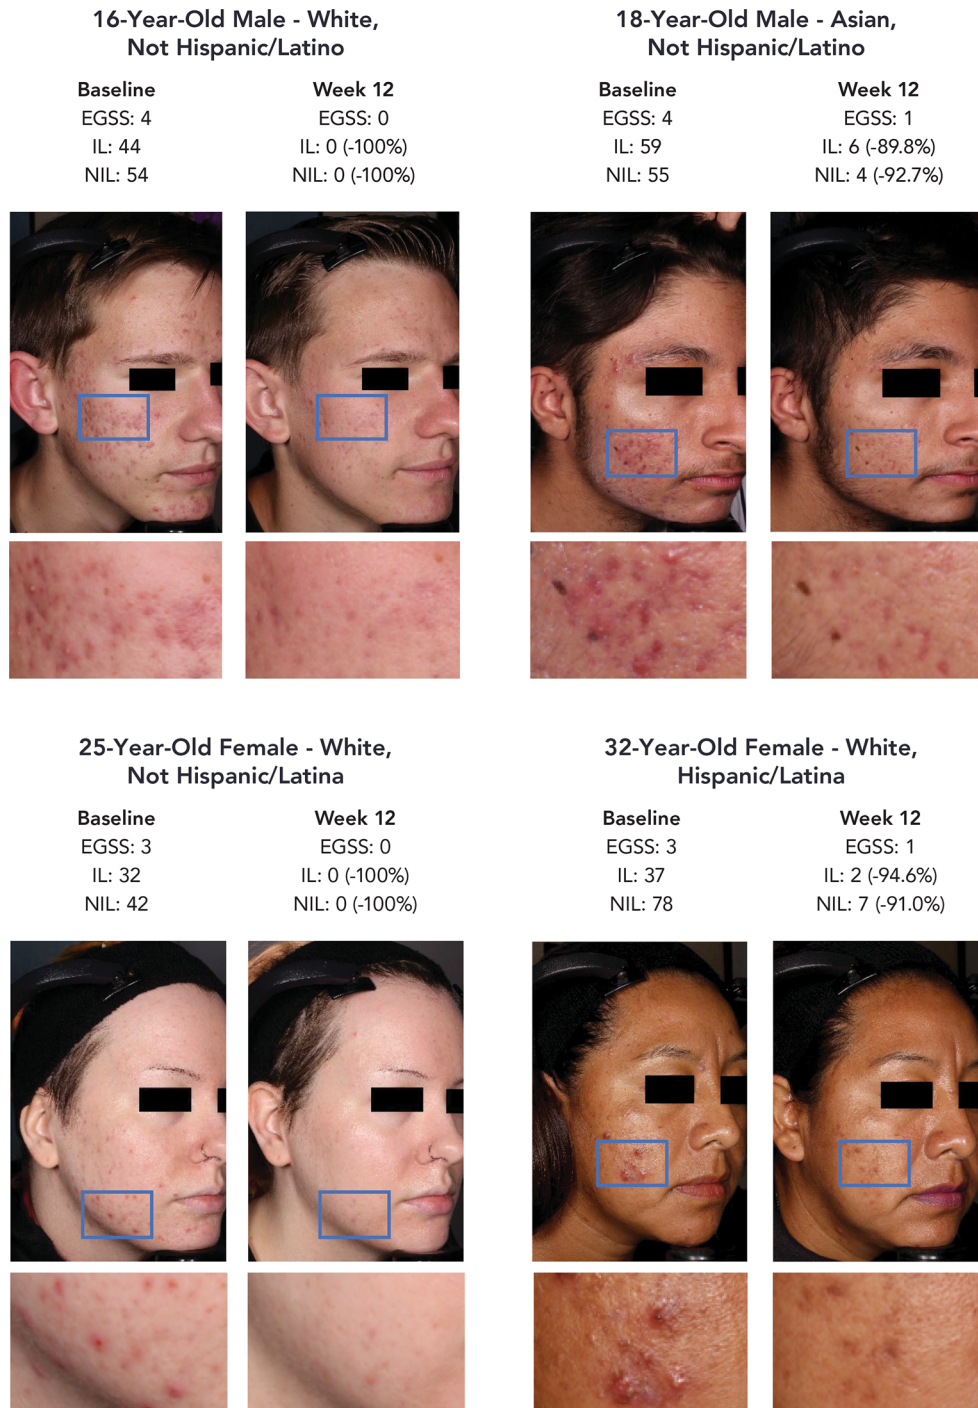 16-Year-Old Male - White,
Not Hispanic/Latino
Baseline
EGSS: 4
IL: 44
NIL: 54
Week 12
EGSS: 0
IL: 0 (-100%)
NIL: 0 (-100%)
18-Year-Old Male - Asian,
Not Hispanic/Latino
Baseline
EGSS: 4
IL: 59
NIL: 55
Week 12
EGSS: 1
IL: 6 (-89.8%)
NIL: 4 (-92.7%)
25-Year-Old Female - White,
Not Hispanic/Latina
Baseline
EGSS: 3
IL: 32
NIL: 42
Week 12
EGSS: 0
IL: 0 (-100%)
NIL: 0 (-100%)
32-Year-Old Female - White,
Hispanic/Latina
Baseline
EGSS: 3
IL: 37
NIL: 78
Week 12
EGSS: 1
IL: 2 (-94.6%)
NIL: 7 (-91.0%)